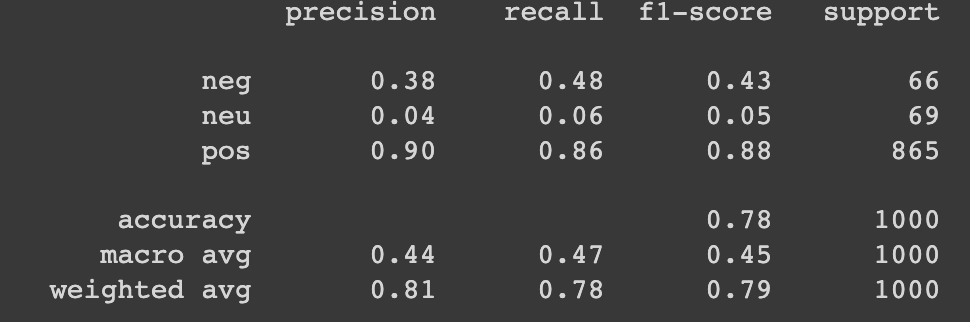 precision recall f1-score support
neg 0.38 0.48 0.43 66
neu 0.04 0.06 0.05 69
pos 0.90 0.86 0.88 865
accuracy 0.78 1000
macro avg 0.44 0.47 0.45 1000
weighted avg 0.81 0.78 0.79 1000